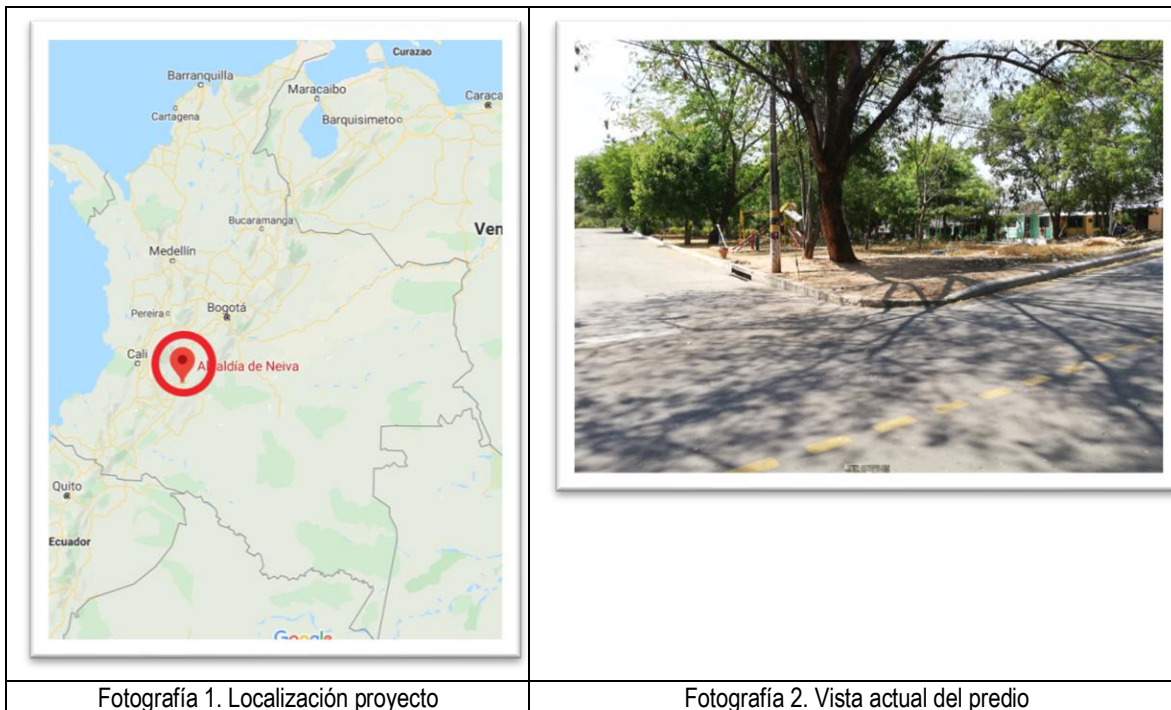 Curazao
Barranquilla
Maracaibo
Caraca
Cartagena
Barquisimeto
Bucaramanga
Ven
Medellín
Pereira
Bogotá
Cali
Alcaldía de Neiva
Quito
Ecuador
Google
Fotografía 1. Localización proyecto
Fotografía 2. Vista actual del predio